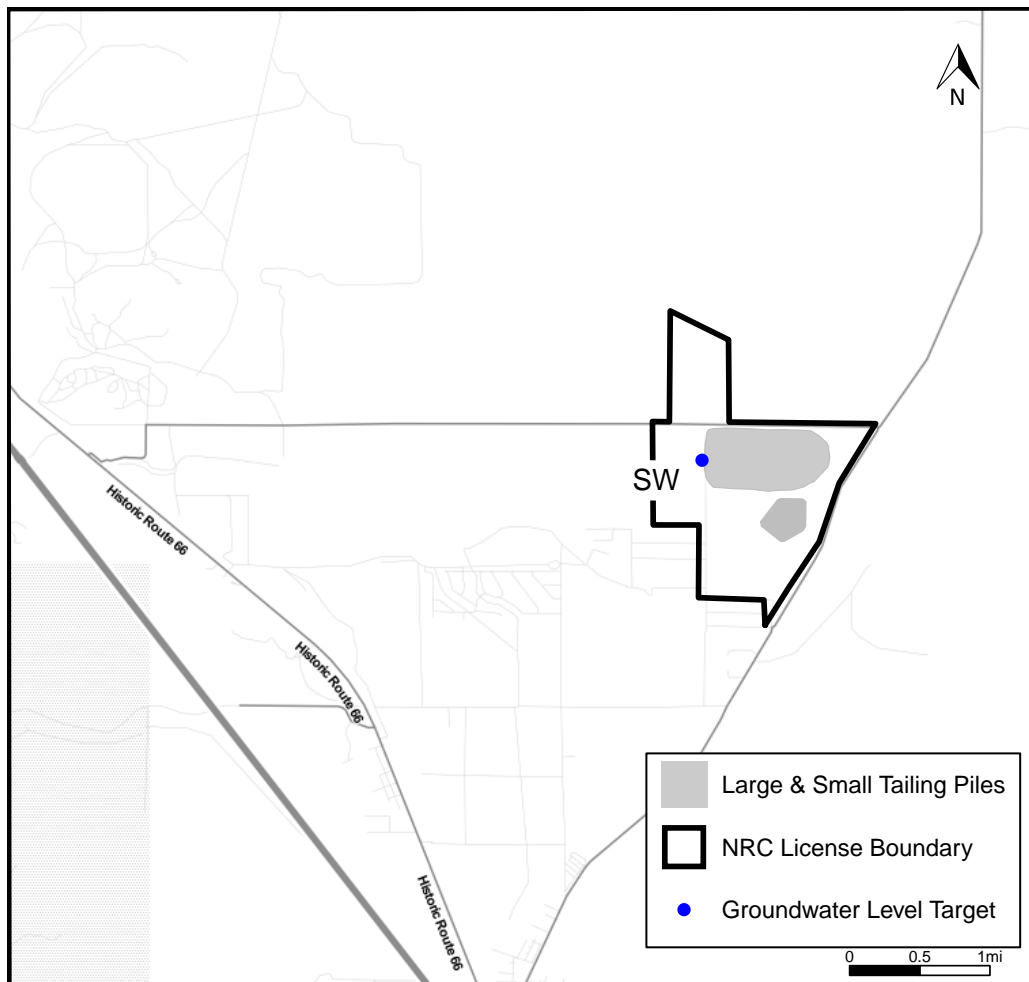 N
SW
Historic Route 66
Historic Route 66
Historic Route 66
Large & Small Tailing Piles
NRC License Boundary
Groundwater Level Target
0 0.5 1mi